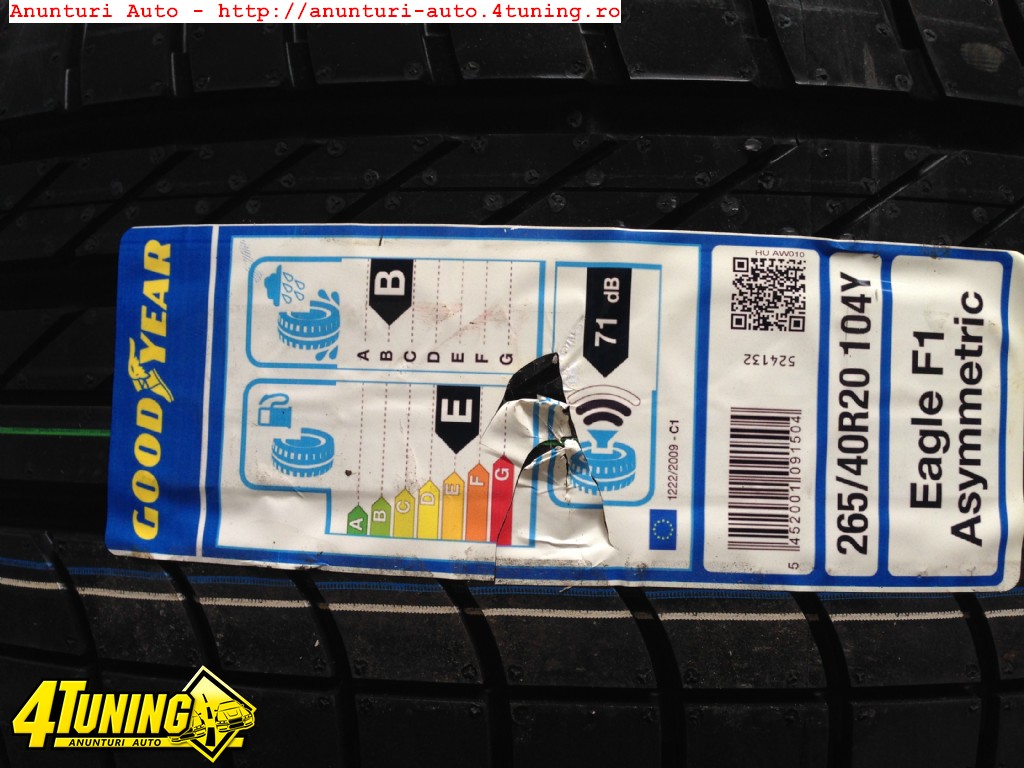 Anunturi Auto - http://anunturi-auto.4tuning.ro
GOODYEAR
B
A
B
C
D
E
F
G
E
A
B
C
D
E
F
G
71 dB
1222/2009 - C1
HU AW010
524132
5 452001 091504
265/40R20 104Y
Eagle F1
Asymmetric
4TUNING
ANUNTURI AUTO